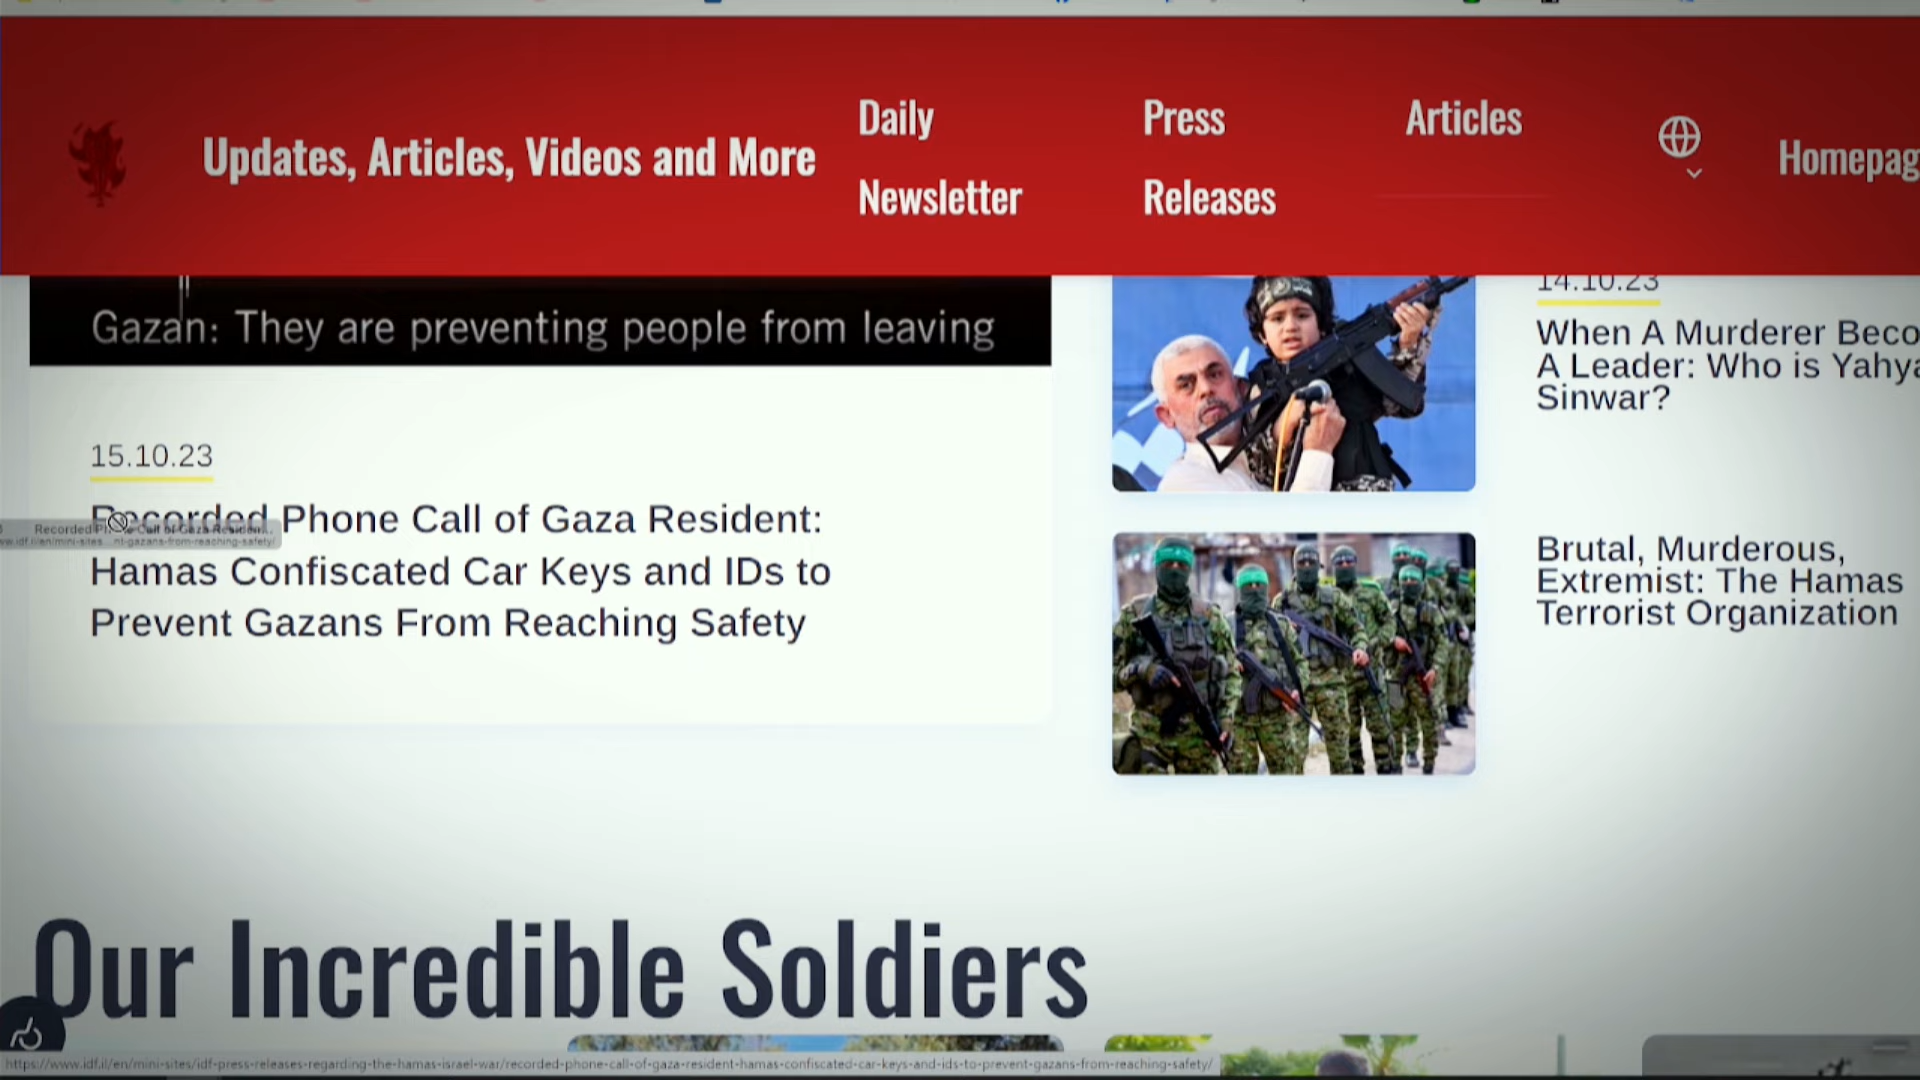 Updates, Articles, Videos and More
Daily
Newsletter
Press
Releases
Articles
Homepag
Gazan: They are preventing people from leaving
15.10.23
Recorded Phone Call of Gaza Resident:
Hamas Confiscated Car Keys and IDs to
Prevent Gazans From Reaching Safety
14.10.23
When A Murderer Beco
A Leader: Who is Yahya
Sinwar?
Brutal, Murderous,
Extremist: The Hamas
Terrorist Organization
Our Incredible Soldiers
https://www.idf.il/en/mini-sites/idf-press-releases-regarding-the-hamas-israel-war/recorded-phone-call-of-gaza-resident-hamas-confiscated-car-keys-and-ids-to-prevent-gazans-from-reaching-safety/